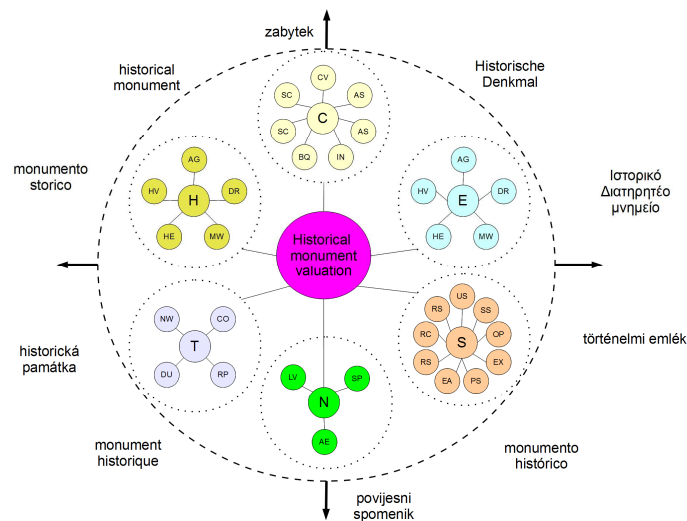 zabytek
historical
monument
Historische
Denkmal
CV
SC
AS
C
SC
AS
BQ
IN
monumento
storico
AG
HV
DR
H
HE
MW
AG
HV
DR
E
HE
MW
Ιστορικό
Διατηρητέο
μνημείο
Historical
monument
valuation
NW
CO
T
DU
RP
US
RS
SS
RC
OP
S
RS
EX
EA
PS
historická
památka
történelmi emlék
LV
SP
N
AE
monument
historique
monumento
histórico
povijesni
spomenik